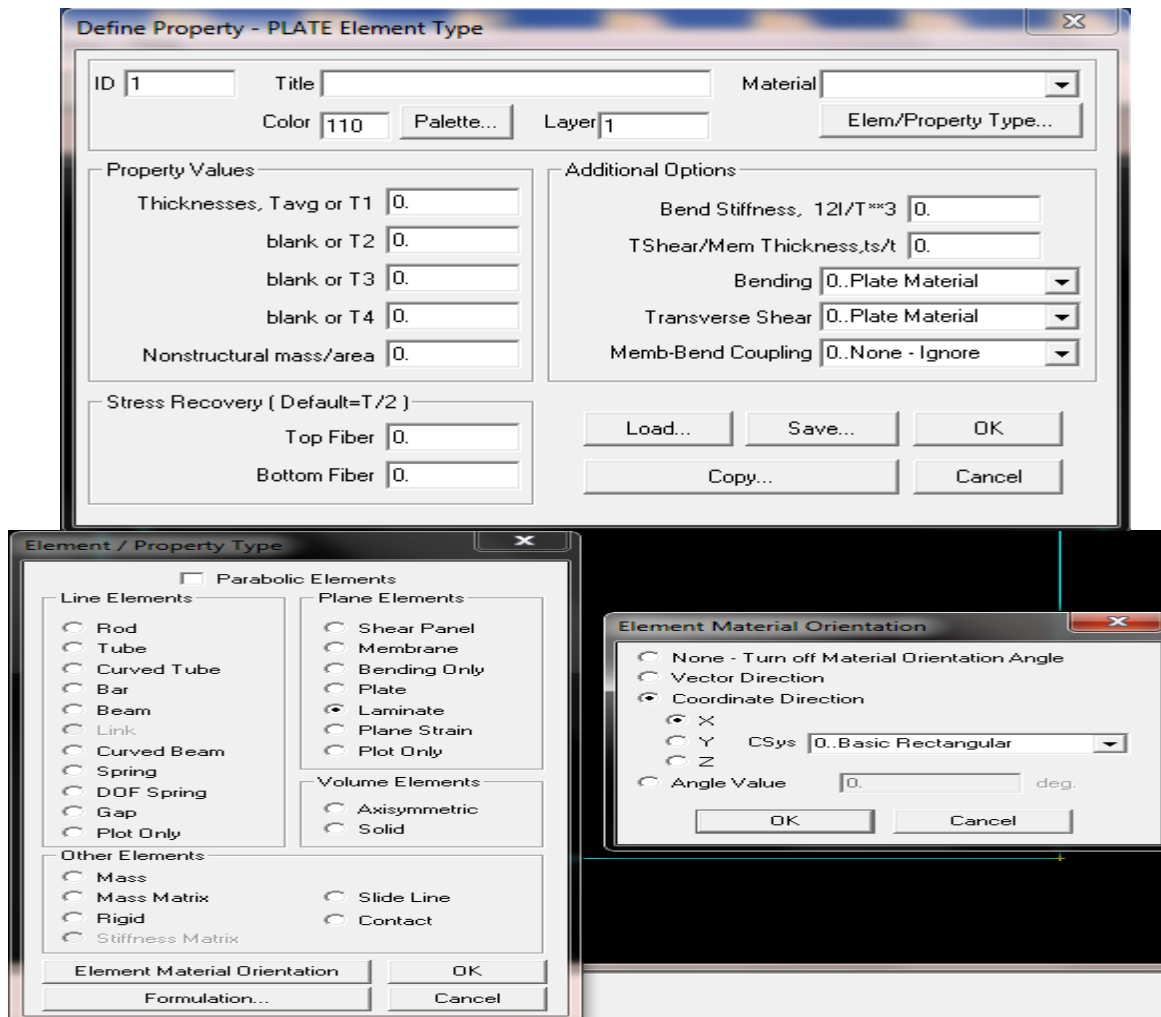 Define Property - PLATE Element Type
ID 1 Title Material
Color 110 Palette... Layer 1 Elem/Property Type...
Property Values
Thicknesses, Tavg or T1 0.
blank or T2 0.
blank or T3 0.
blank or T4 0.
Nonstructural mass/area 0.
Additional Options
Bend Stiffness, 12I/T**3 0.
TShear/Mem Thickness,ts/t 0.
Bending 0..Plate Material
Transverse Shear 0..Plate Material
Memb-Bend Coupling 0..None - Ignore
Stress Recovery ( Default=T/2 )
Top Fiber 0.
Bottom Fiber 0.
Load... Save... OK
Copy... Cancel
Element / Property Type
Parabolic Elements
Line Elements
Rod
Tube
Curved Tube
Bar
Beam
Link
Curved Beam
Spring
DOF Spring
Gap
Plot Only
Plane Elements
Shear Panel
Membrane
Bending Only
Plate
Laminate
Plane Strain
Plot Only
Volume Elements
Axisymmetric
Solid
Other Elements
Mass
Mass Matrix
Rigid
Stiffness Matrix
Slide Line
Contact
Element Material Orientation OK
Formulation... Cancel
Element Material Orientation
None - Turn off Material Orientation Angle
Vector Direction
Coordinate Direction
X
Y CSys 0..Basic Rectangular
Z
Angle Value 0. deg.
OK Cancel